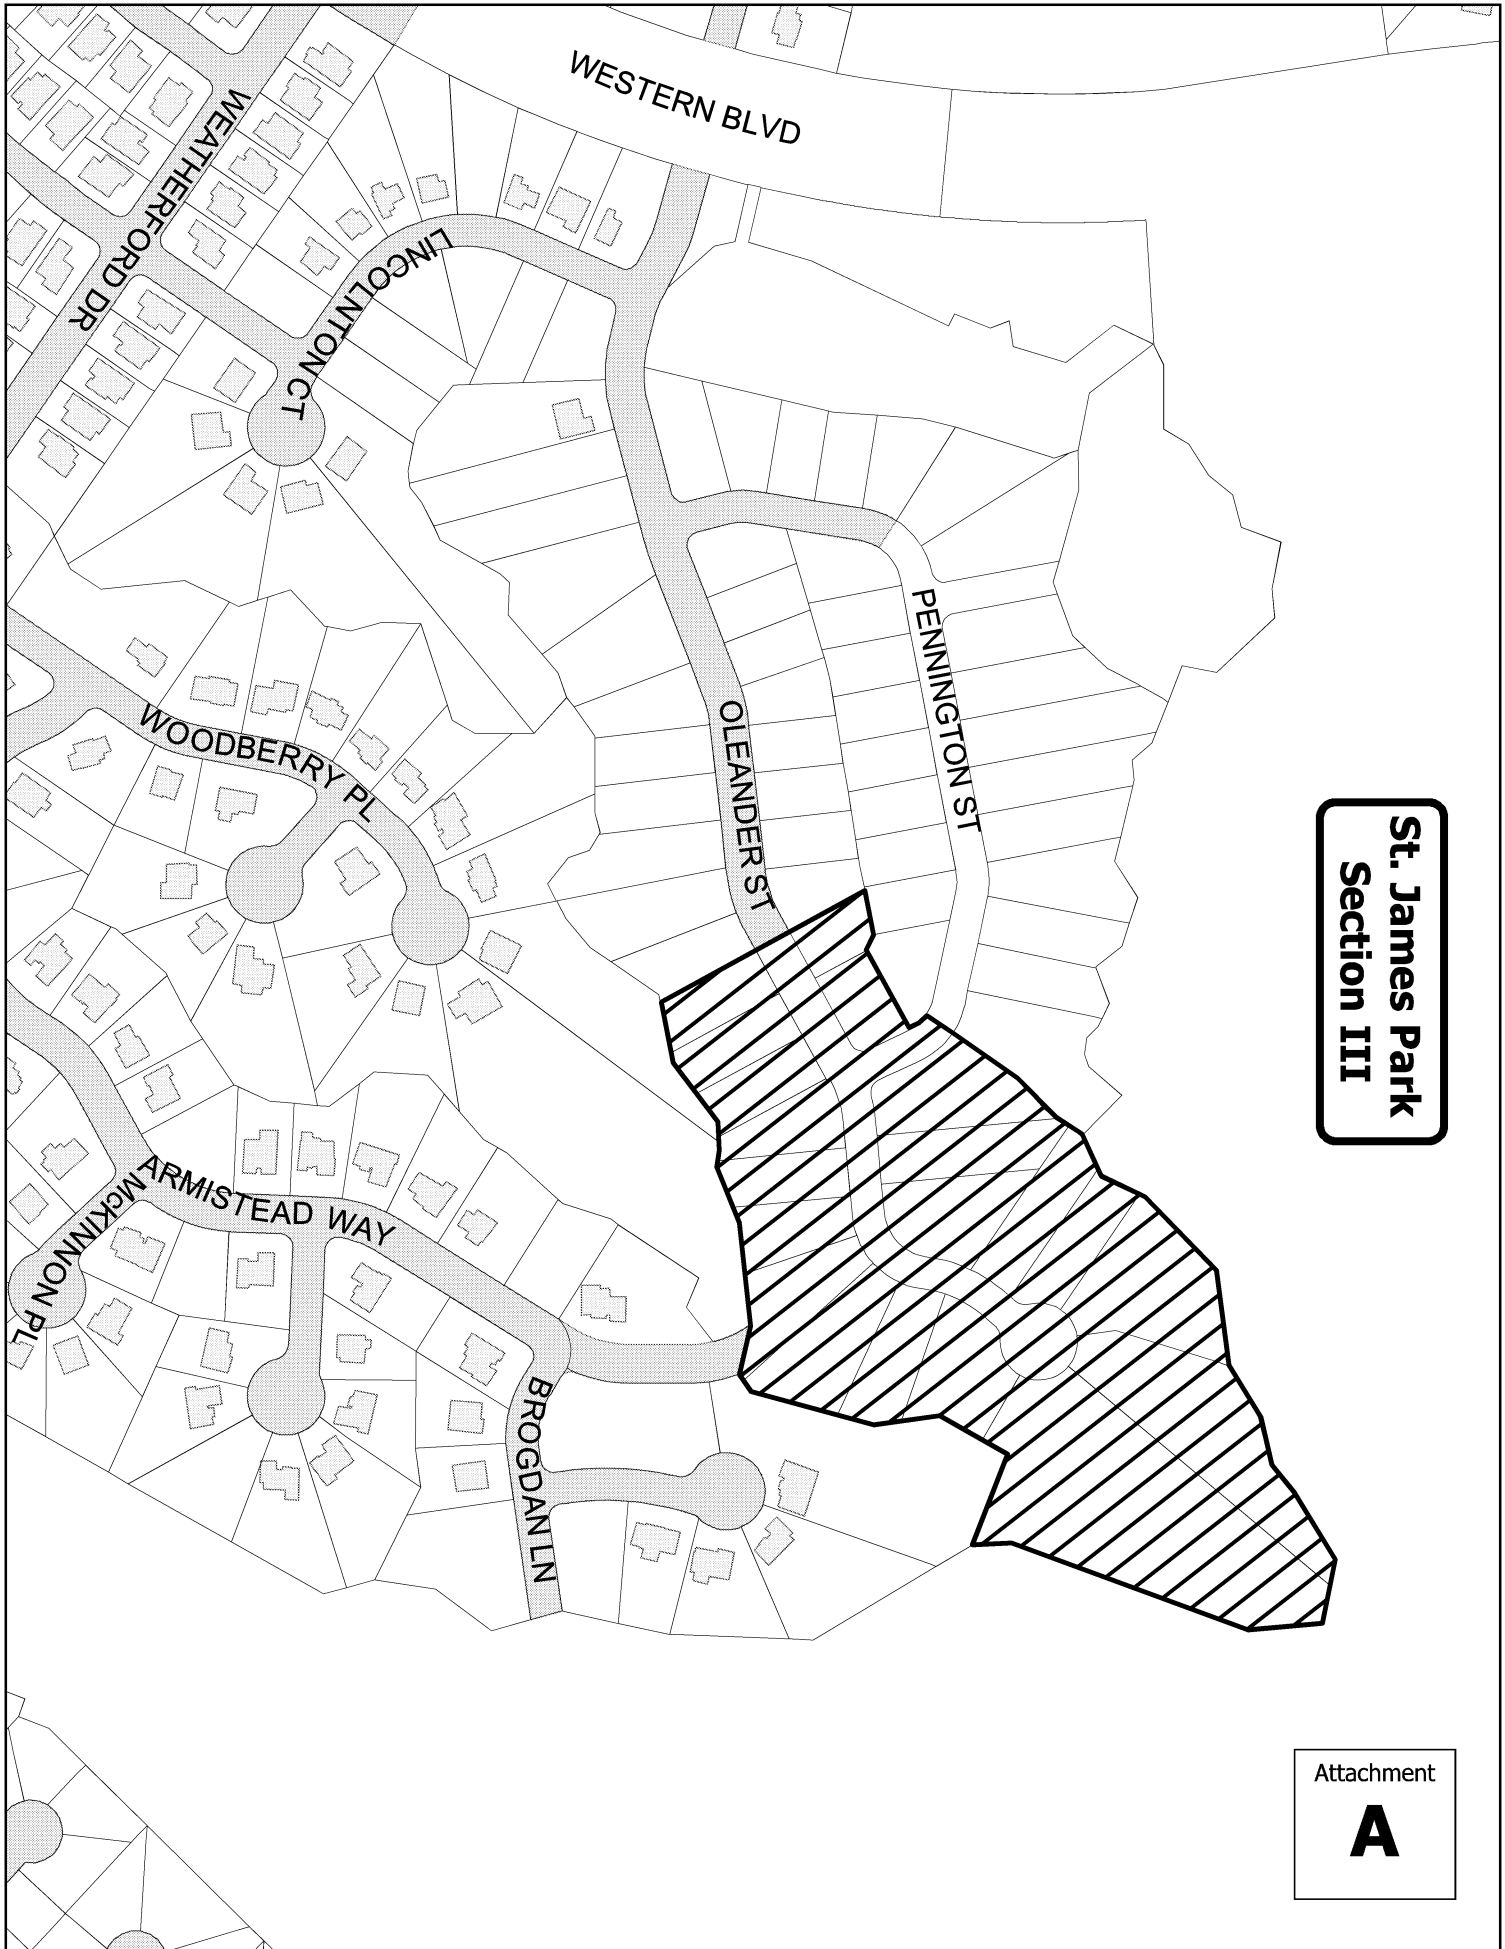 WESTERN BLVD
WEATHERFORD DR
LINCOLNTON CT
PENNINGTON ST
OLEANDER ST
WOODBERRY PL
St. James Park
Section III
ARMISTEAD WAY
McKINNON PL
BROGDAN LN
Attachment
A